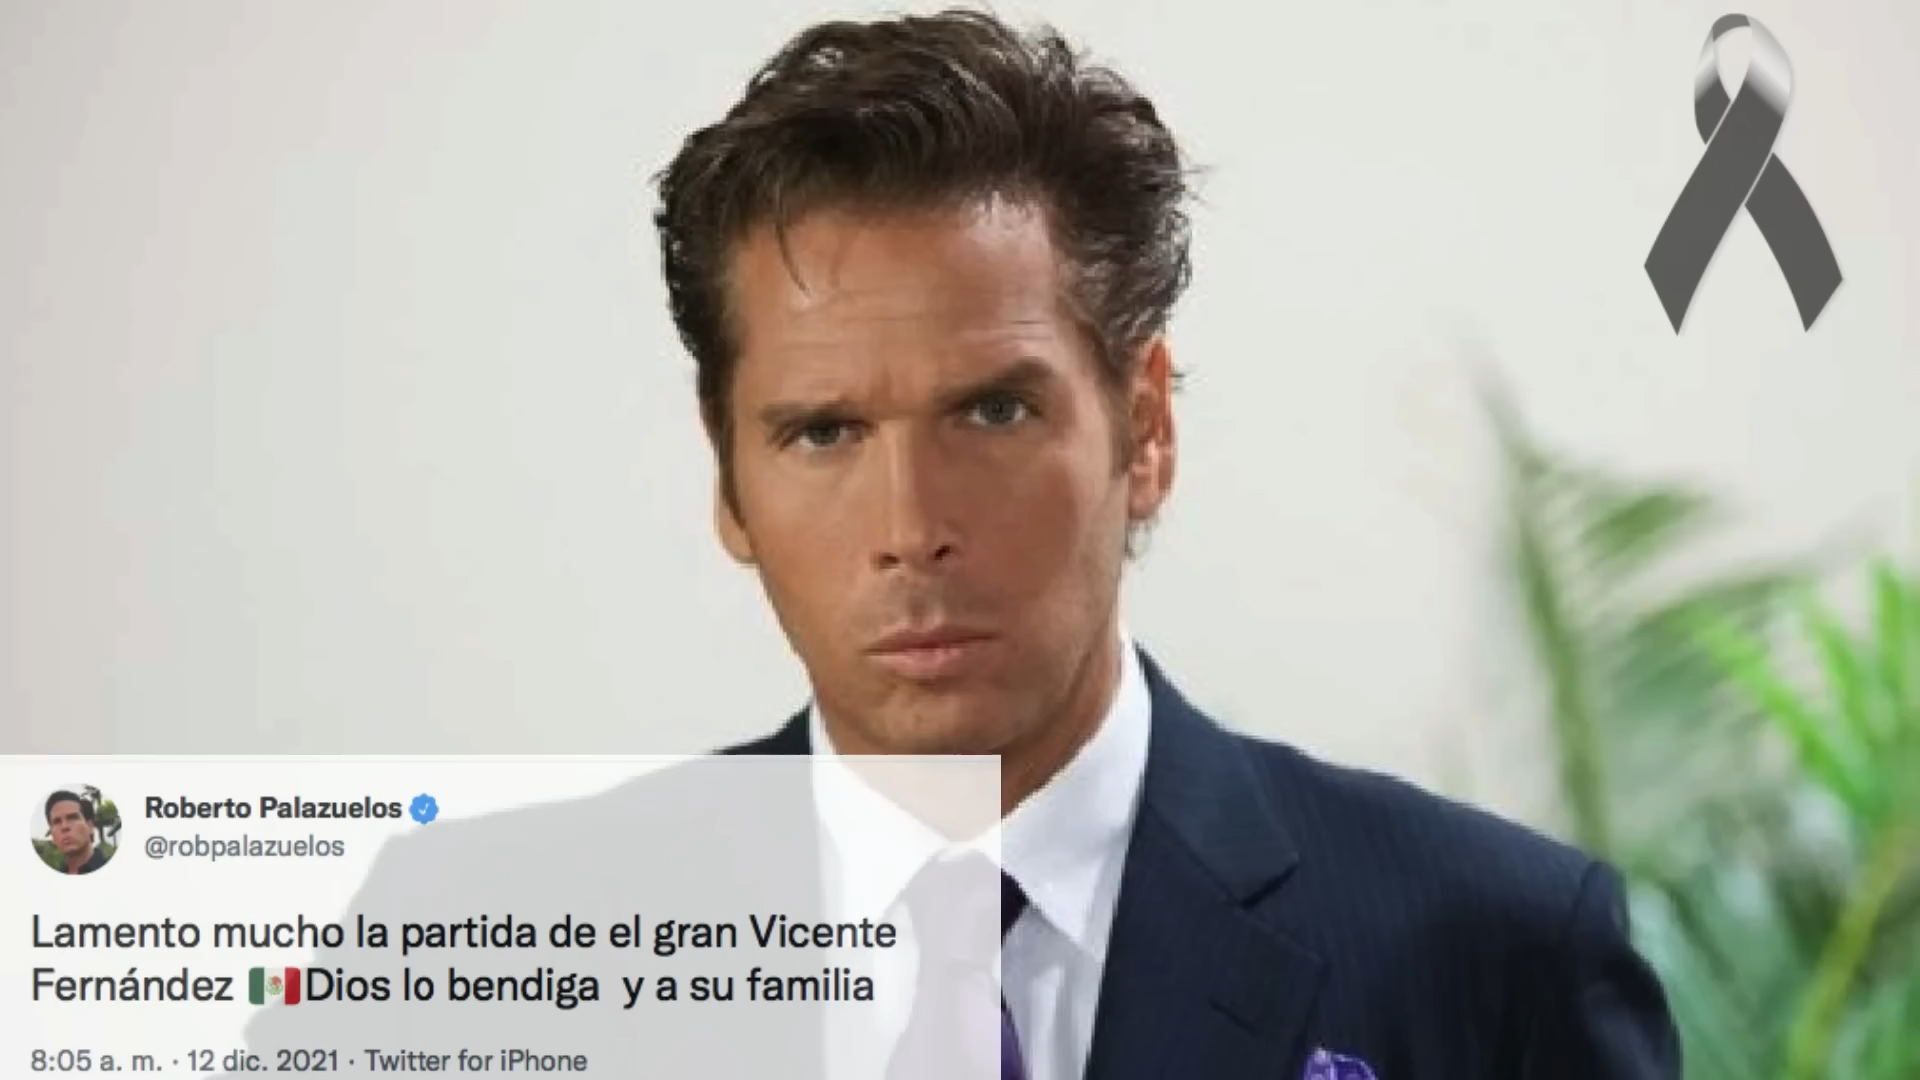 Roberto Palazuelos
@robpalazuelos
Lamento mucho la partida de el gran Vicente
Fernández 🇲🇽Dios lo bendiga  y a su familia
8:05 a. m. · 12 dic. 2021 · Twitter for iPhone